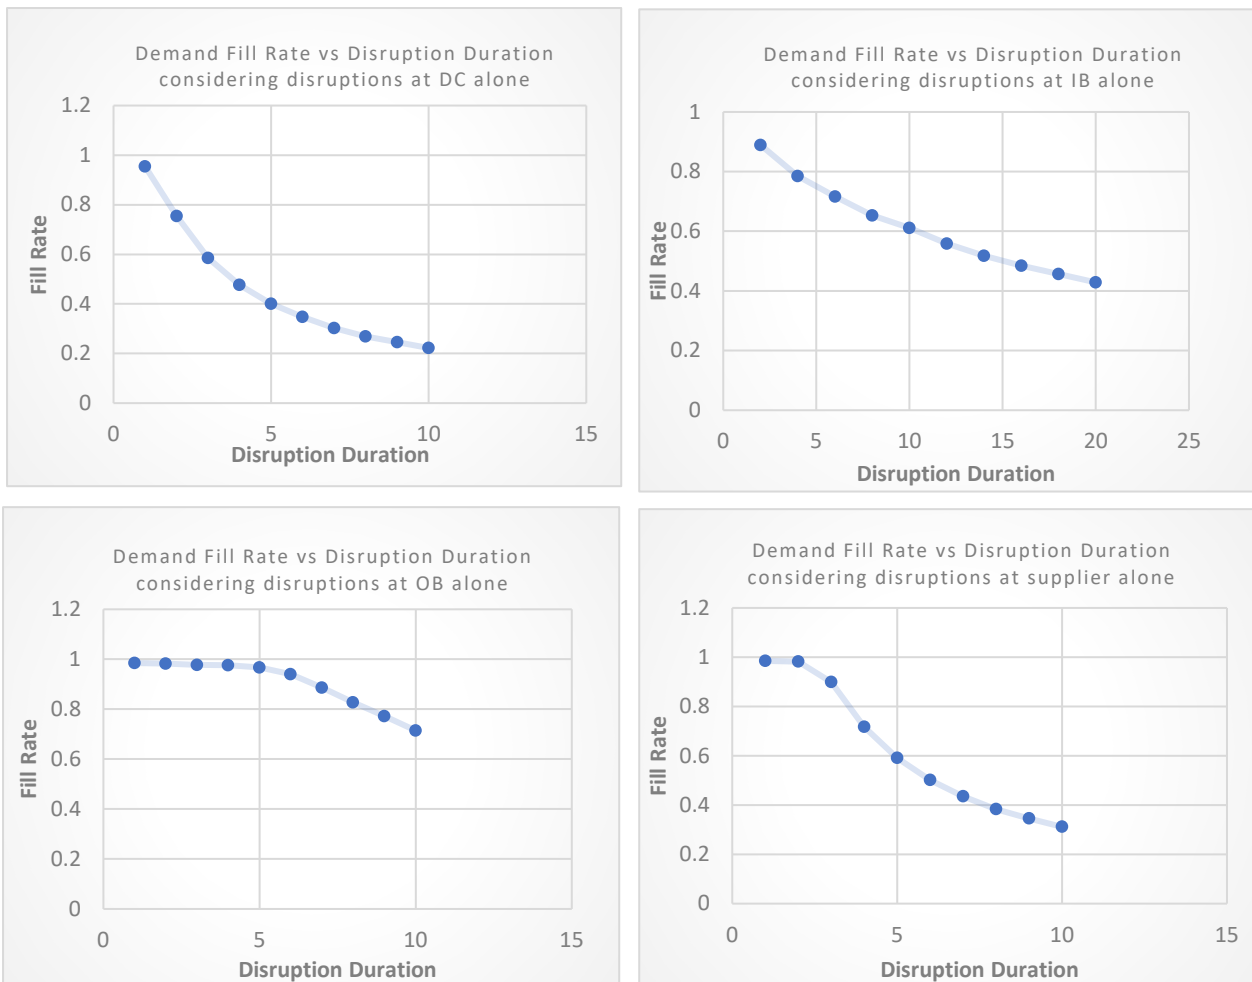 Demand Fill Rate vs Disruption Duration
considering disruptions at DC alone
1.2
1
0.8
0.6
0.4
0.2
0
Fill Rate
0 5 10 15
Disruption Duration
Demand Fill Rate vs Disruption Duration
considering disruptions at IB alone
1
0.8
0.6
0.4
0.2
0
Fill Rate
0 5 10 15 20 25
Disruption Duration
Demand Fill Rate vs Disruption Duration
considering disruptions at OB alone
1.2
1
0.8
0.6
0.4
0.2
0
Fill Rate
0 5 10 15
Disruption Duration
Demand Fill Rate vs Disruption Duration
considering disruptions at supplier alone
1.2
1
0.8
0.6
0.4
0.2
0
Fill Rate
0 5 10 15
Disruption Duration